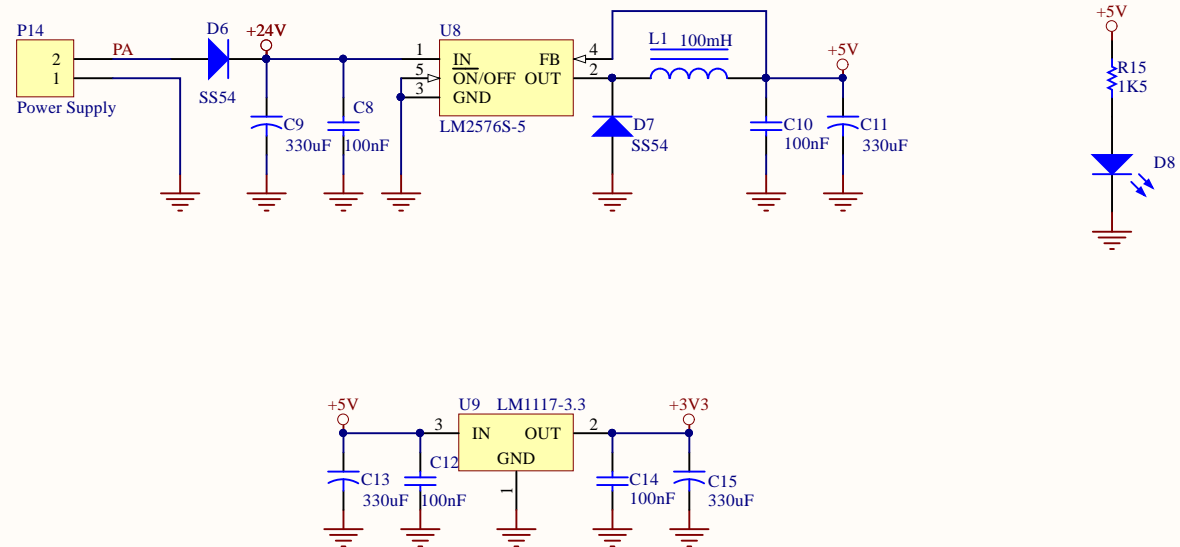 P14
2
1
Power Supply
PA
D6
SS54
+24V
C9
330uF
C8
100nF
U8
1
5
3
IN
ON/OFF
GND
FB
OUT
4
2
LM2576S-5
L1 100mH
D7
SS54
+5V
C10
100nF
C11
330uF
+5V
R15
1K5
D8
+5V
C13
330uF
C12
100nF
U9 LM1117-3.3
3
IN OUT
2
GND
1
+3V3
C14
100nF
C15
330uF